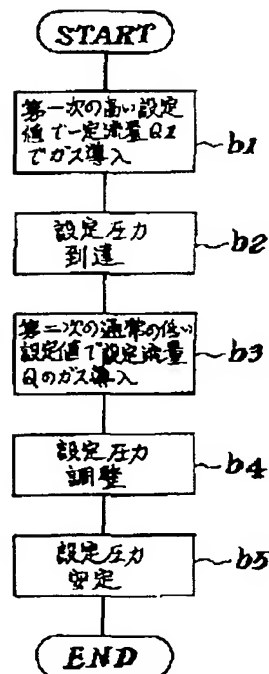 START
第一次の高い設定
値で一定流量Q1
でガス導入
b1
設定圧力
到達
b2
第二次の通常の低い
設定値で設定流量
Qのガス導入
b3
設定圧力
調整
b4
設定圧力
安定
b5
END